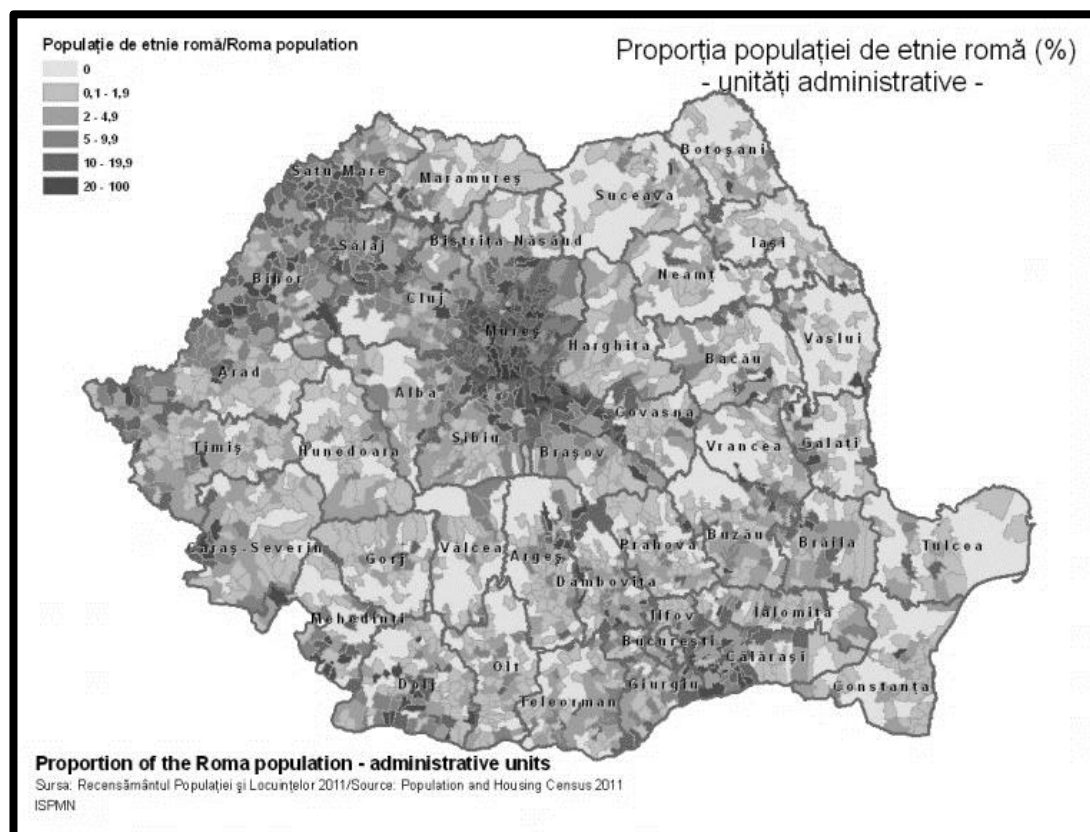 Proporția populației de etnie romă (%)
- unități administrative -
Populație de etnie romă/Roma population
0
0,1 - 1,9
2 - 4,9
5 - 9,9
10 - 19,9
20 - 100
Botoșani
Satu Mare
Maramureș
Suceava
Iași
Sălaj
Bistrița-Năsăud
Bihor
Neamț
Cluj
Mureș
Harghita
Bacău
Vaslui
Arad
Alba
Covasna
Timiș
Hunedoara
Sibiu
Brașov
Vrancea
Galați
Caraș-Severin
Gorj
Vâlcea
Argeș
Prahova
Buzău
Brăila
Tulcea
Dambovița
Mehedinți
Ilfov
Ialomița
București
Călărași
Olt
Dolj
Giurgiu
Teleorman
Constanța
Proportion of the Roma population - administrative units
Sursa: Recensământul Populației și Locuințelor 2011/Source: Population and Housing Census 2011
ISPMN